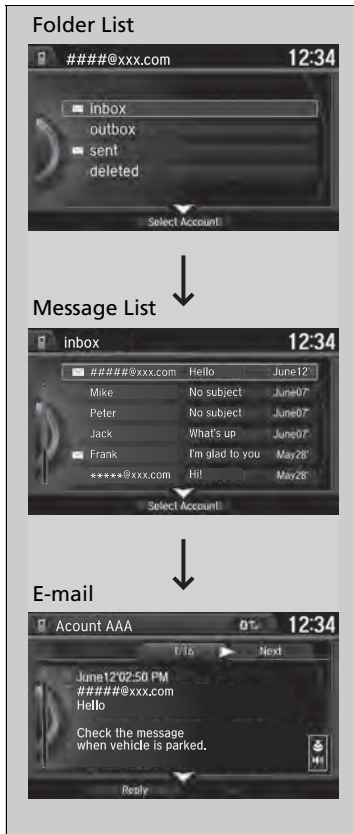 Folder List
####@xxx.com 12:34
inbox
outbox
sent
deleted
Select Account
Message List
inbox 12:34
#####@xxx.com Hello June12'
Mike No subject June07'
Peter No subject June07'
Jack What's up June07'
Frank I'm glad to you May28'
*****@xxx.com Hi! May28'
Select Account
E-mail
Acount AAA 12:34
1/16 Next
June12'02:50 PM
#####@xxx.com
Hello
Check the message
when vehicle is parked.
Reply